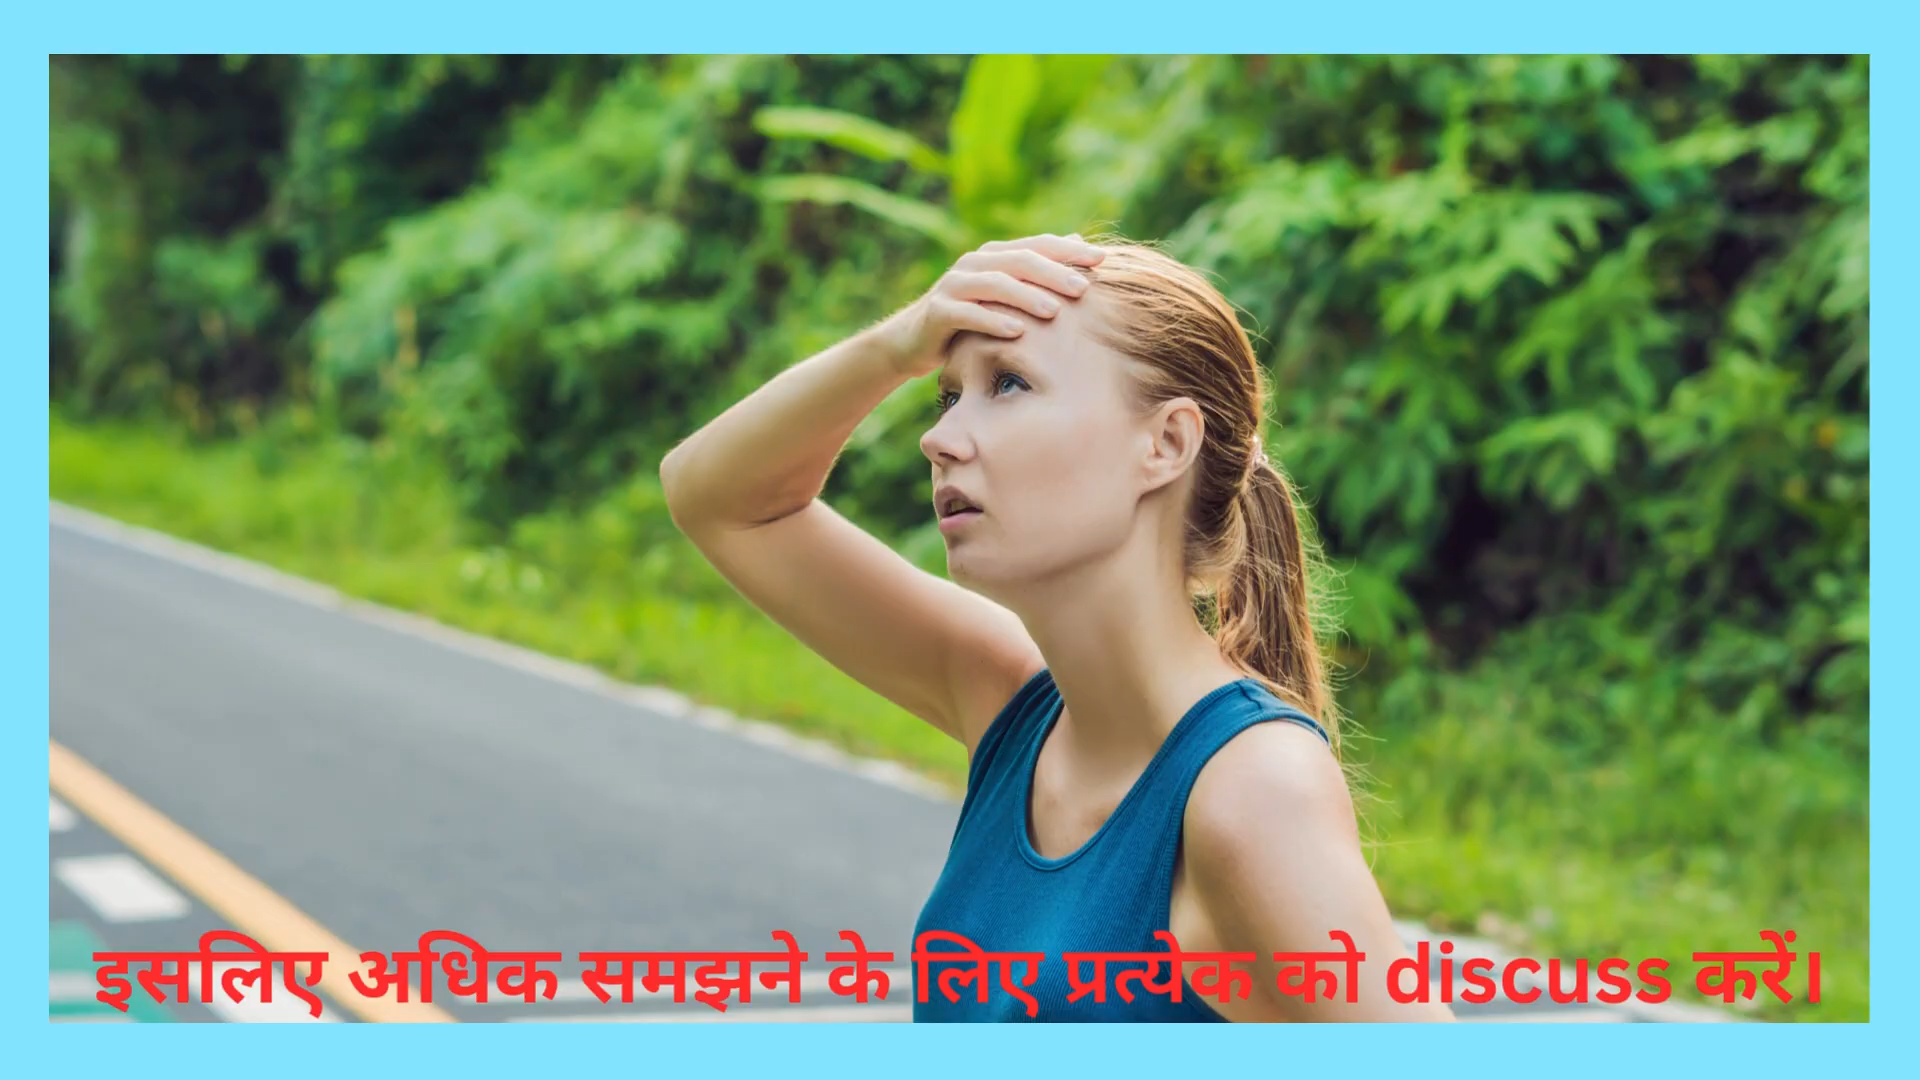 इसलिए अधिक समझने के लिए प्रत्येक को discuss करें।